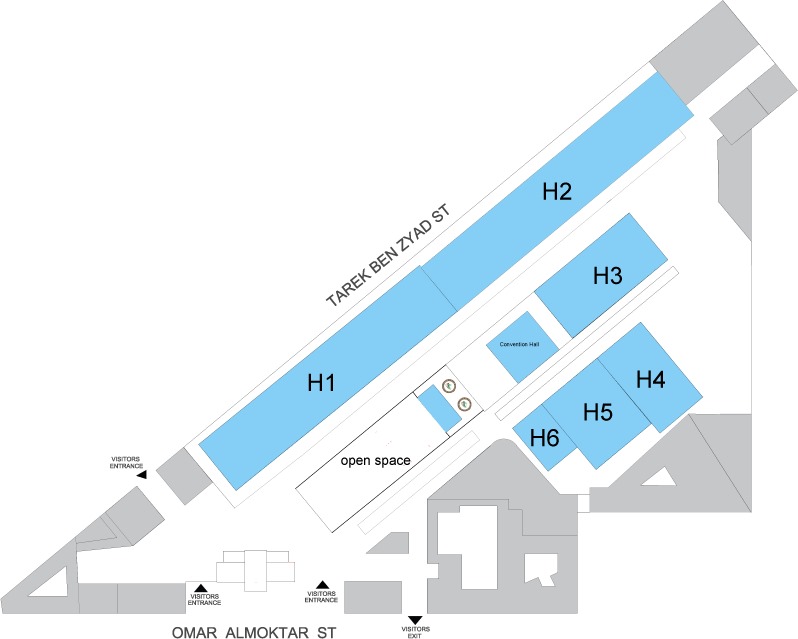 H2
TAREK BEN ZYAD ST
H3
Convention Hall
H1
H4
H5
H6
open space
VISITORS
ENTRANCE
VISITORS
ENTRANCE
VISITORS
ENTRANCE
VISITORS
EXIT
OMAR ALMOKTAR ST